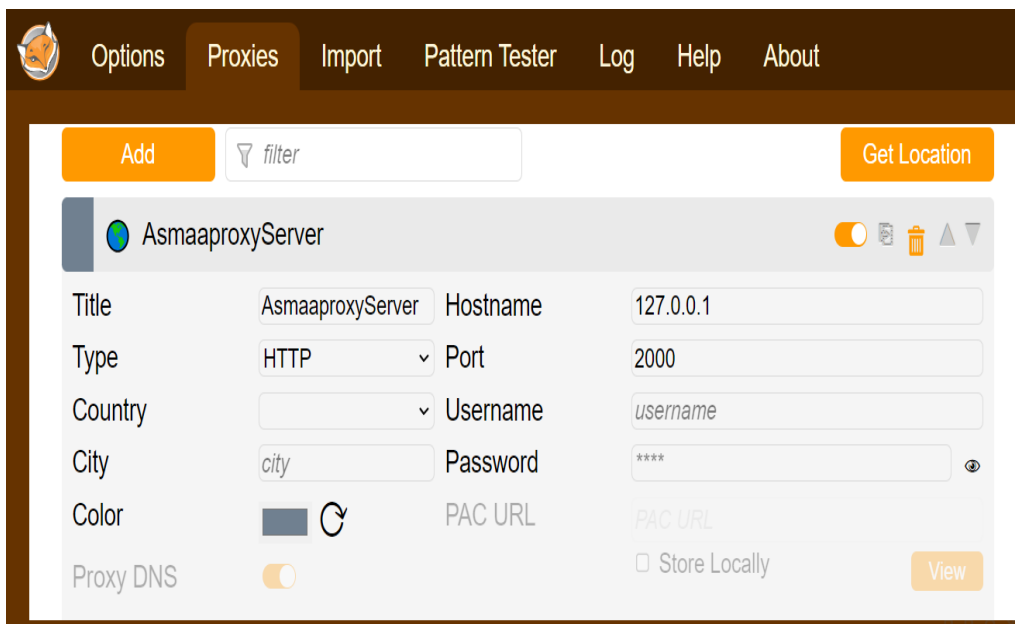 Options Proxies Import Pattern Tester Log Help About
Add filter Get Location
AsmaaproxyServer
Title AsmaaproxyServer Hostname 127.0.0.1
Type HTTP Port 2000
Country Username username
City city Password ****
Color PAC URL PAC URL
Proxy DNS Store Locally View